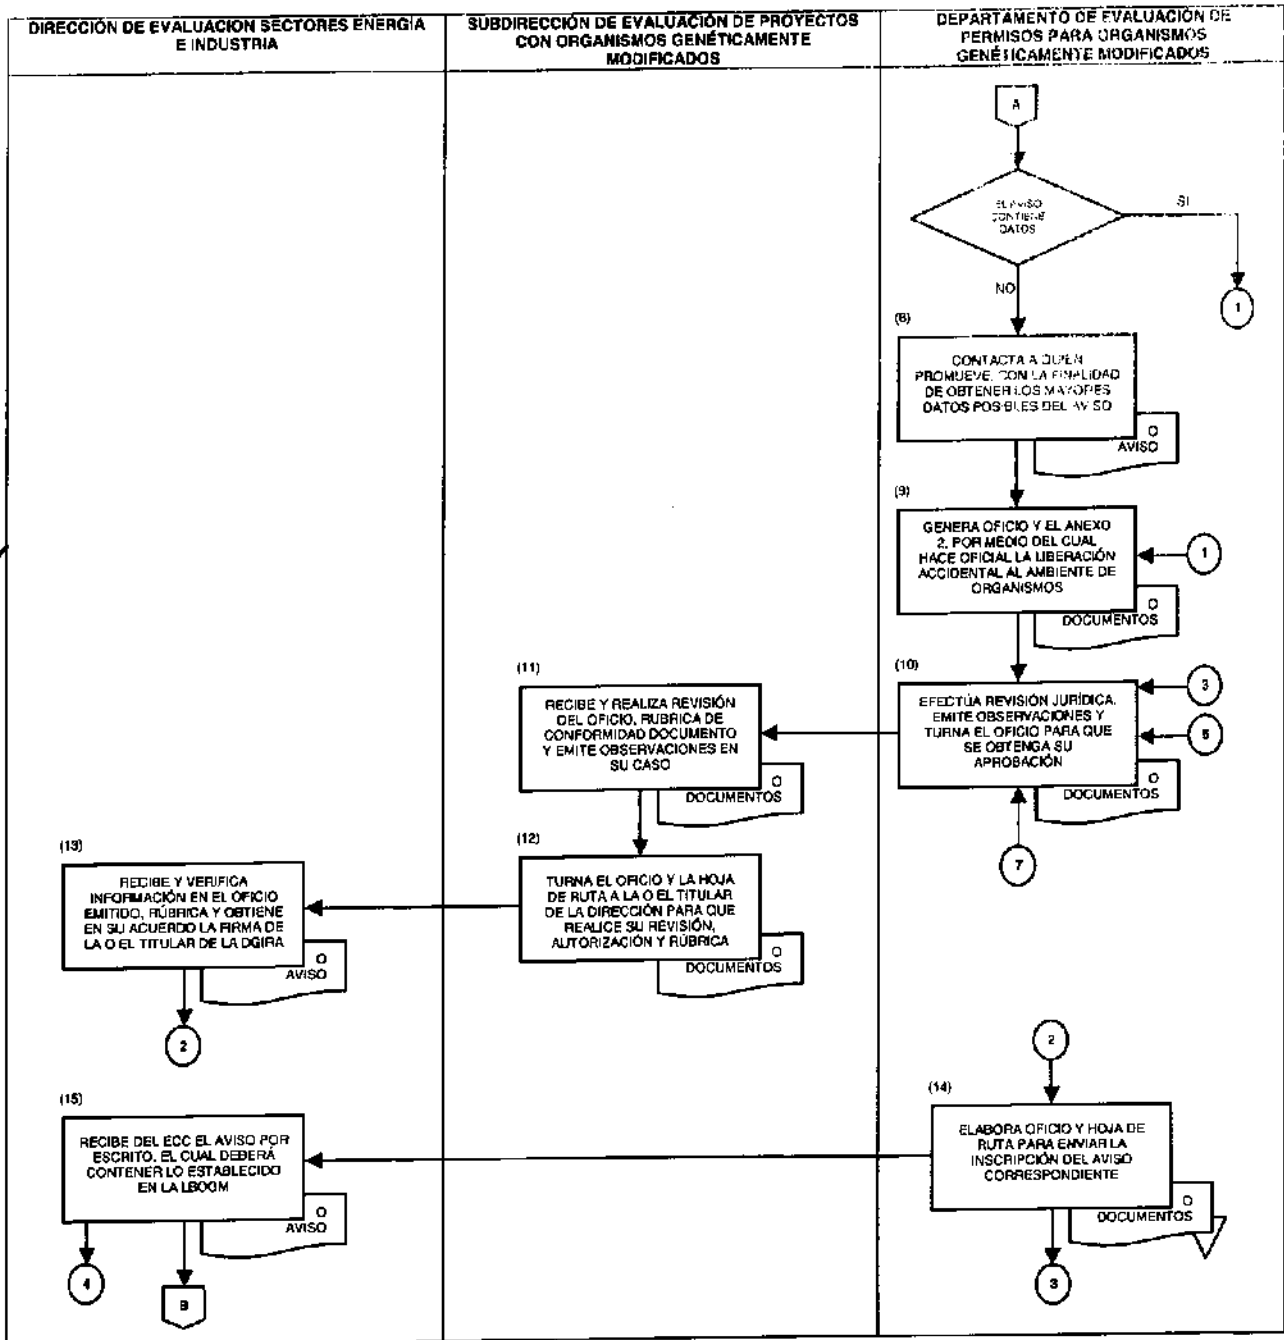 DIRECCIÓN DE EVALUACION SECTORES ENERGÍA
E INDUSTRIA
SUBDIRECCIÓN DE EVALUACIÓN DE PROYECTOS
CON ORGANISMOS GENÉTICAMENTE
MODIFICADOS
DEPARTAMENTO DE EVALUACIÓN DE
PERMISOS PARA ORGANISMOS
GENÉTICAMENTE MODIFICADOS
A
EL AVISO
CONTIENE
DATOS
SI
1
NO
(8)
CONTACTA A QUIEN
PROMUEVE, CON LA FINALIDAD
DE OBTENER LOS MAYORES
DATOS POSIBLES DEL AVISO
O
AVISO
(9)
GENERA OFICIO Y EL ANEXO
2, POR MEDIO DEL CUAL
HACE OFICIAL LA LIBERACIÓN
ACCIDENTAL AL AMBIENTE DE
ORGANISMOS
1
O
DOCUMENTOS
(10)
EFECTÚA REVISIÓN JURÍDICA,
EMITE OBSERVACIONES Y
TURNA EL OFICIO PARA QUE
SE OBTENGA SU
APROBACIÓN
3
5
O
DOCUMENTOS
7
(11)
RECIBE Y REALIZA REVISIÓN
DEL OFICIO, RUBRICA DE
CONFORMIDAD DOCUMENTO
Y EMITE OBSERVACIONES EN
SU CASO
O
DOCUMENTOS
(12)
TURNA EL OFICIO Y LA HOJA
DE RUTA A LA O EL TITULAR
DE LA DIRECCIÓN PARA QUE
REALICE SU REVISIÓN,
AUTORIZACIÓN Y RÚBRICA
O
DOCUMENTOS
(13)
RECIBE Y VERIFICA
INFORMACIÓN EN EL OFICIO
EMITIDO, RÚBRICA Y OBTIENE
EN SU ACUERDO LA FIRMA DE
LA O EL TITULAR DE LA DGIRA
O
AVISO
2
2
(14)
ELABORA OFICIO Y HOJA DE
RUTA PARA ENVIAR LA
INSCRIPCIÓN DEL AVISO
CORRESPONDIENTE
O
DOCUMENTOS
3
(15)
RECIBE DEL ECC EL AVISO POR
ESCRITO, EL CUAL DEBERÁ
CONTENER LO ESTABLECIDO
EN LA LBOGM
O
AVISO
4
B